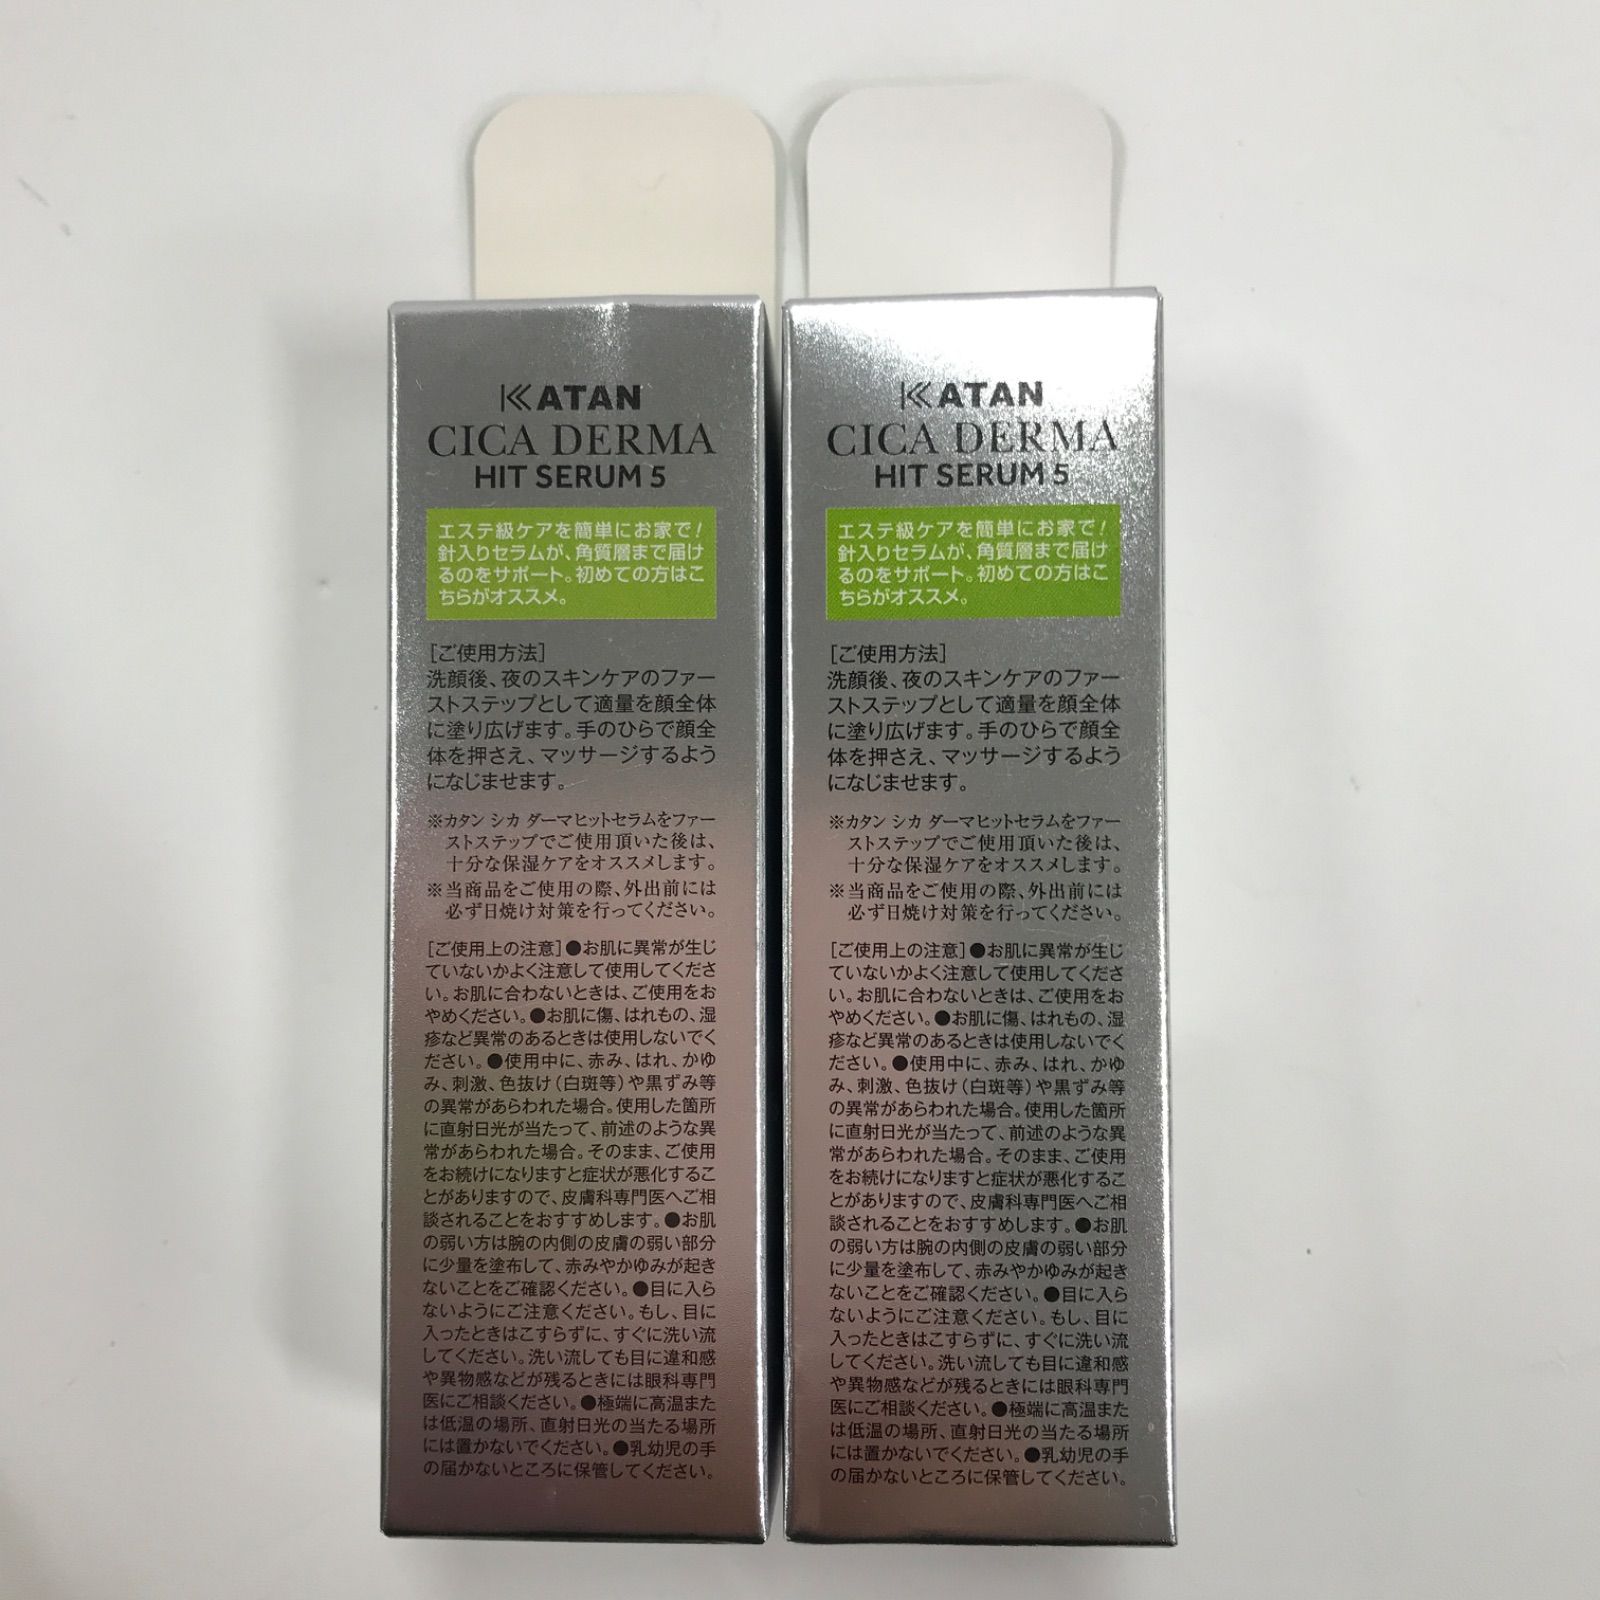 KATAN
CICA DERMA
HIT SERUM 5
エステ級ケアを簡単にお家で!
針入りセラムが、角質層まで届け
るのをサポート。初めての方はこ
ちらがオススメ。
[ご使用方法]
洗顔後、夜のスキンケアのファー
ストステップとして適量を顔全体
に塗り広げます。手のひらで顔全
体を押さえ、マッサージするよう
になじませます。
※カタン シカ ダーマヒットセラムをファー
ストステップでご使用頂いた後は、
十分な保湿ケアをオススメします。
※当商品をご使用の際、外出前には
必ず日焼け対策を行ってください。
[ご使用上の注意]●お肌に異常が生じ
ていないかよく注意して使用してくださ
い。お肌に合わないときは、ご使用をお
やめください。●お肌に傷、はれもの、湿
疹など異常のあるときは使用しないでく
ださい。●使用中に、赤み、はれ、かゆ
み、刺激、色抜け(白斑等)や黒ずみ等
の異常があらわれた場合。使用した箇所
に直射日光が当たって、前述のような異
常があらわれた場合。そのまま、ご使用
をお続けになりますと症状が悪化するこ
とがありますので、皮膚科専門医へご相
談されることをおすすめします。●お肌
の弱い方は腕の内側の皮膚の弱い部分
に少量を塗布して、赤みやかゆみが起き
ないことをご確認ください。●目に入ら
ないようにご注意ください。もし、目に
入ったときはこすらずに、すぐに洗い流
してください。洗い流しても目に違和感
や異物感などが残るときには眼科専門
医にご相談ください。●極端に高温また
は低温の場所、直射日光の当たる場所
には置かないでください。●乳幼児の手
の届かないところに保管してください。
KATAN
CICA DERMA
HIT SERUM 5
エステ級ケアを簡単にお家で!
針入りセラムが、角質層まで届け
るのをサポート。初めての方はこ
ちらがオススメ。
[ご使用方法]
洗顔後、夜のスキンケアのファー
ストステップとして適量を顔全体
に塗り広げます。手のひらで顔全
体を押さえ、マッサージするよう
になじませます。
※カタン シカ ダーマヒットセラムをファー
ストステップでご使用頂いた後は、
十分な保湿ケアをオススメします。
※当商品をご使用の際、外出前には
必ず日焼け対策を行ってください。
[ご使用上の注意]●お肌に異常が生じ
ていないかよく注意して使用してくださ
い。お肌に合わないときは、ご使用をお
やめください。●お肌に傷、はれもの、湿
疹など異常のあるときは使用しないでく
ださい。●使用中に、赤み、はれ、かゆ
み、刺激、色抜け(白斑等)や黒ずみ等
の異常があらわれた場合。使用した箇所
に直射日光が当たって、前述のような異
常があらわれた場合。そのまま、ご使用
をお続けになりますと症状が悪化するこ
とがありますので、皮膚科専門医へご相
談されることをおすすめします。●お肌
の弱い方は腕の内側の皮膚の弱い部分
に少量を塗布して、赤みやかゆみが起き
ないことをご確認ください。●目に入ら
ないようにご注意ください。もし、目に
入ったときはこすらずに、すぐに洗い流
してください。洗い流しても目に違和感
や異物感などが残るときには眼科専門
医にご相談ください。●極端に高温また
は低温の場所、直射日光の当たる場所
には置かないでください。●乳幼児の手
の届かないところに保管してください。